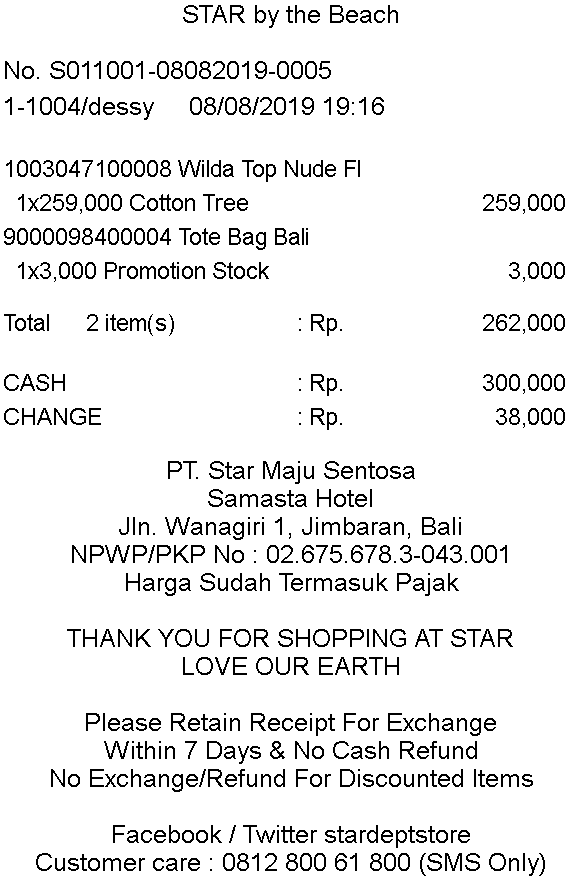 STAR by the Beach
No. S011001-08082019-0005
1-1004/dessy 08/08/2019 19:16
1003047100008 Wilda Top Nude Fl
1x259,000 Cotton Tree 259,000
9000098400004 Tote Bag Bali
1x3,000 Promotion Stock 3,000
Total 2 item(s) : Rp. 262,000
CASH : Rp. 300,000
CHANGE : Rp. 38,000
PT. Star Maju Sentosa
Samasta Hotel
Jln. Wanagiri 1, Jimbaran, Bali
NPWP/PKP No : 02.675.678.3-043.001
Harga Sudah Termasuk Pajak
THANK YOU FOR SHOPPING AT STAR
LOVE OUR EARTH
Please Retain Receipt For Exchange
Within 7 Days & No Cash Refund
No Exchange/Refund For Discounted Items
Facebook / Twitter stardeptstore
Customer care : 0812 800 61 800 (SMS Only)